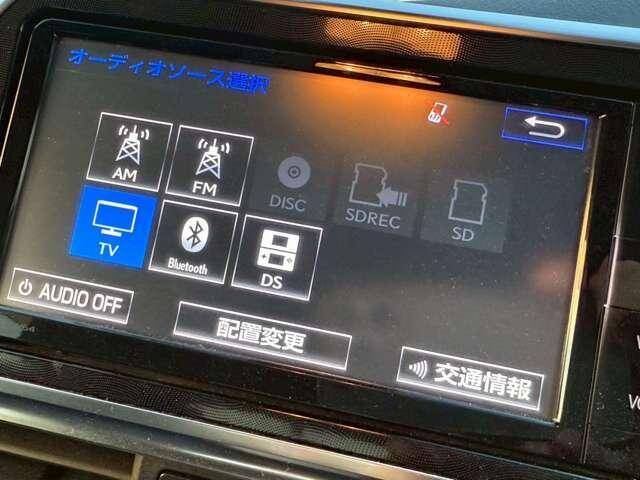 オーディオソース選択
AM
FM
DISC
SDREC
SD
TV
Bluetooth
DS
AUDIO OFF
配置変更
交通情報